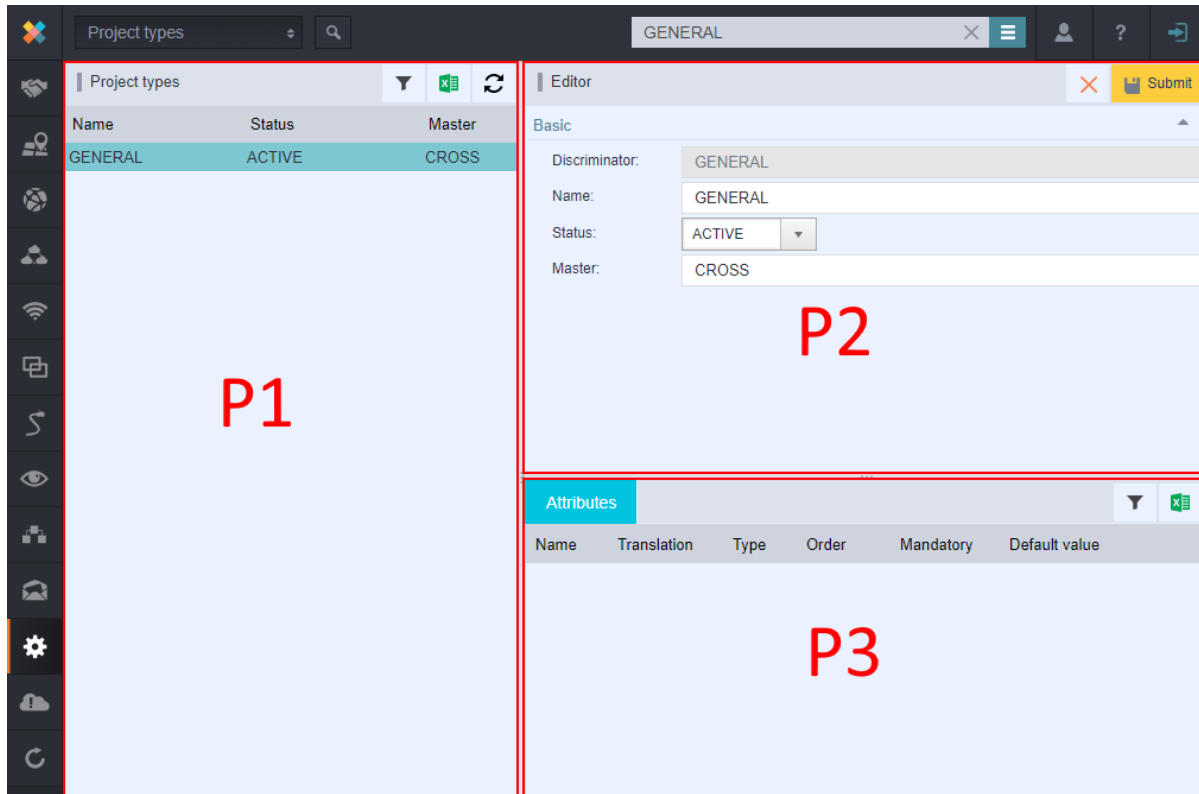 Project types GENERAL ?
Project types Editor Submit
Name Status Master Basic
GENERAL ACTIVE CROSS Discriminator: GENERAL
Name: GENERAL
Status: ACTIVE
Master: CROSS
P1 P2
Attributes
Name Translation Type Order Mandatory Default value
P3